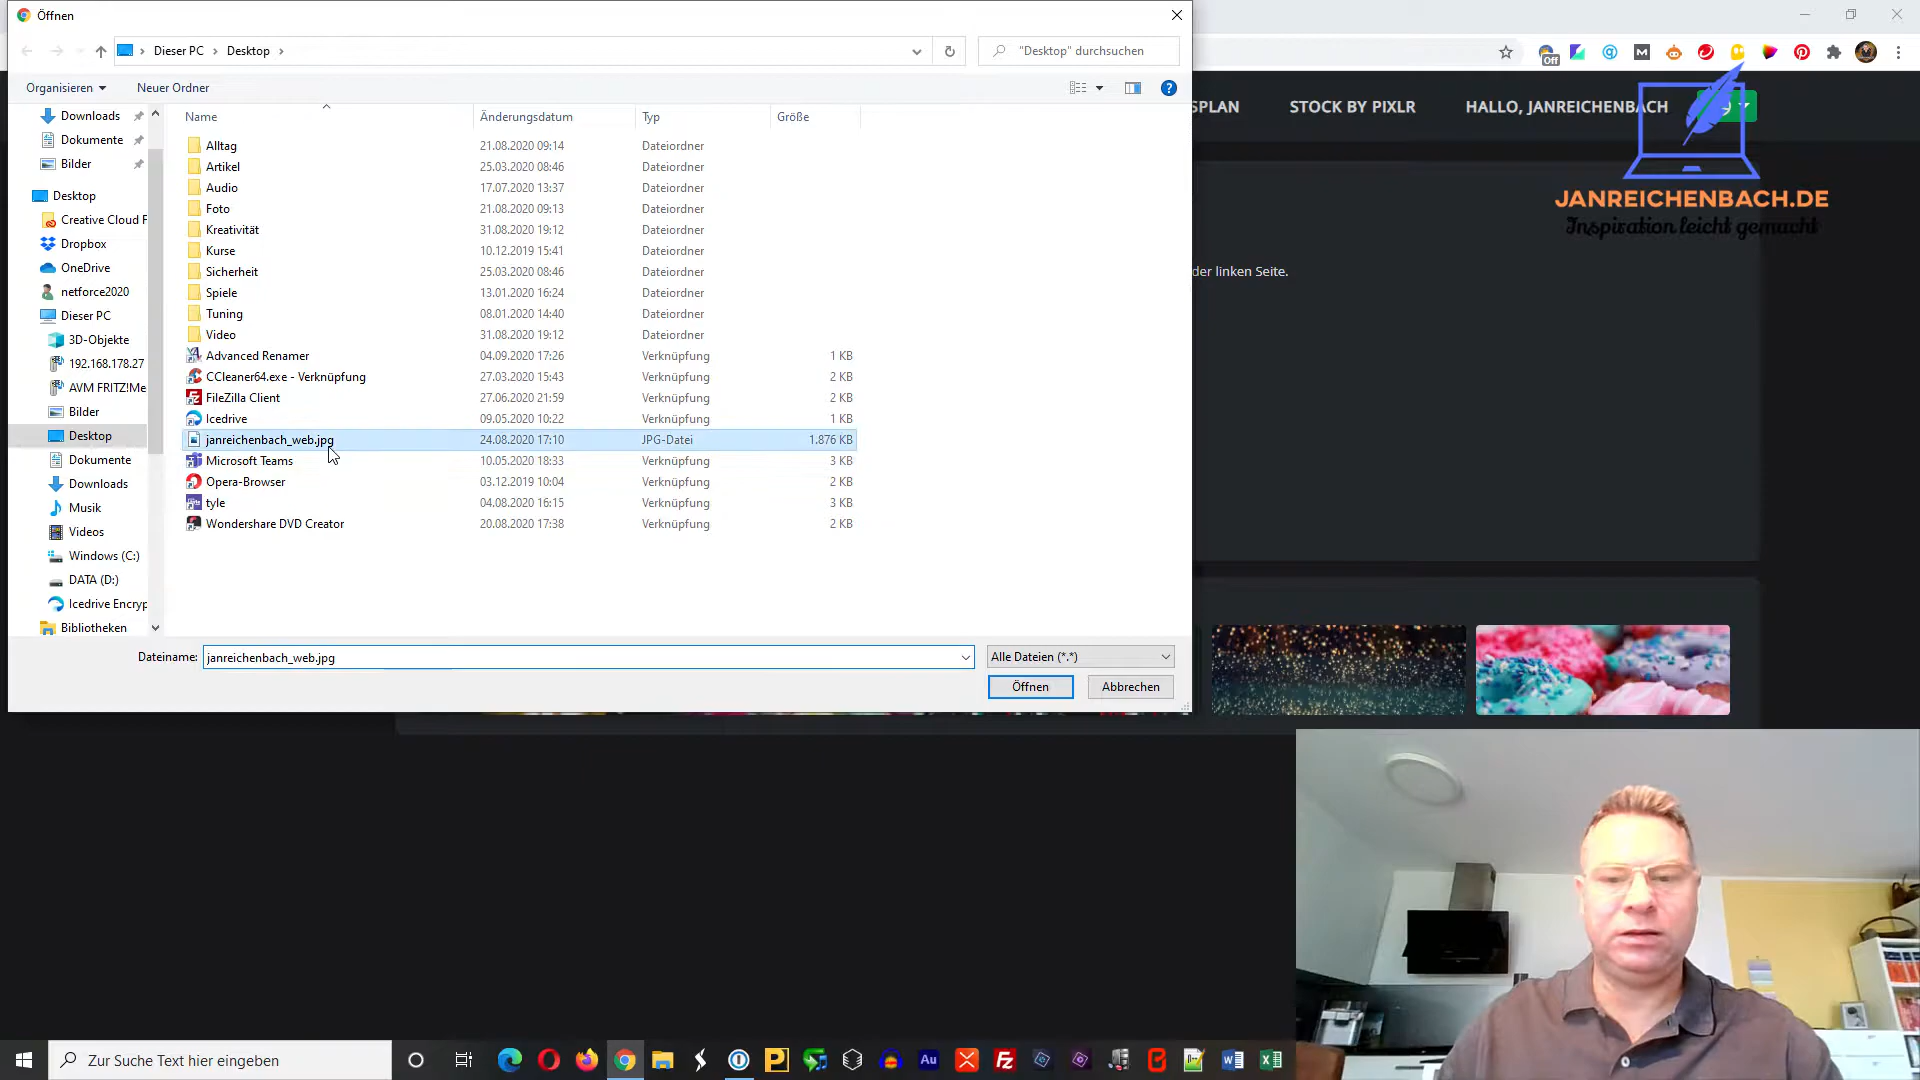 Öffnen
Dieser PC > Desktop >
"Desktop" durchsuchen
Organisieren
Neuer Ordner
Downloads
Dokumente
Bilder
Desktop
Creative Cloud F
Dropbox
OneDrive
netforce2020
Dieser PC
3D-Objekte
192.168.178.27
AVM FRITZ!Me
Bilder
Desktop
Dokumente
Downloads
Musik
Videos
Windows (C:)
DATA (D:)
Icedrive Encryp
Bibliotheken
Name Änderungsdatum Typ Größe
Alltag 21.08.2020 09:14 Dateiordner
Artikel 25.03.2020 08:46 Dateiordner
Audio 17.07.2020 13:37 Dateiordner
Foto 21.08.2020 09:13 Dateiordner
Kreativität 31.08.2020 19:12 Dateiordner
Kurse 10.12.2019 15:41 Dateiordner
Sicherheit 25.03.2020 08:46 Dateiordner
Spiele 13.01.2020 16:24 Dateiordner
Tuning 08.01.2020 14:40 Dateiordner
Video 31.08.2020 19:12 Dateiordner
Advanced Renamer 04.09.2020 17:26 Verknüpfung 1 KB
CCleaner64.exe - Verknüpfung 27.03.2020 15:43 Verknüpfung 2 KB
FileZilla Client 27.06.2020 21:59 Verknüpfung 2 KB
Icedrive 09.05.2020 10:22 Verknüpfung 1 KB
janreichenbach_web.jpg 24.08.2020 17:10 JPG-Datei 1.876 KB
Microsoft Teams 10.05.2020 18:33 Verknüpfung 3 KB
Opera-Browser 03.12.2019 10:04 Verknüpfung 2 KB
tyle 04.08.2020 16:15 Verknüpfung 3 KB
Wondershare DVD Creator 20.08.2020 17:38 Verknüpfung 2 KB
Dateiname: janreichenbach_web.jpg
Alle Dateien (*.*)
Öffnen
Abbrechen
Off
SPLAN STOCK BY PIXLR HALLO, JANREICHENBACH
JANREICHENBACH.DE
Inspiration leicht gemacht
der linken Seite.
Zur Suche Text hier eingeben
Au